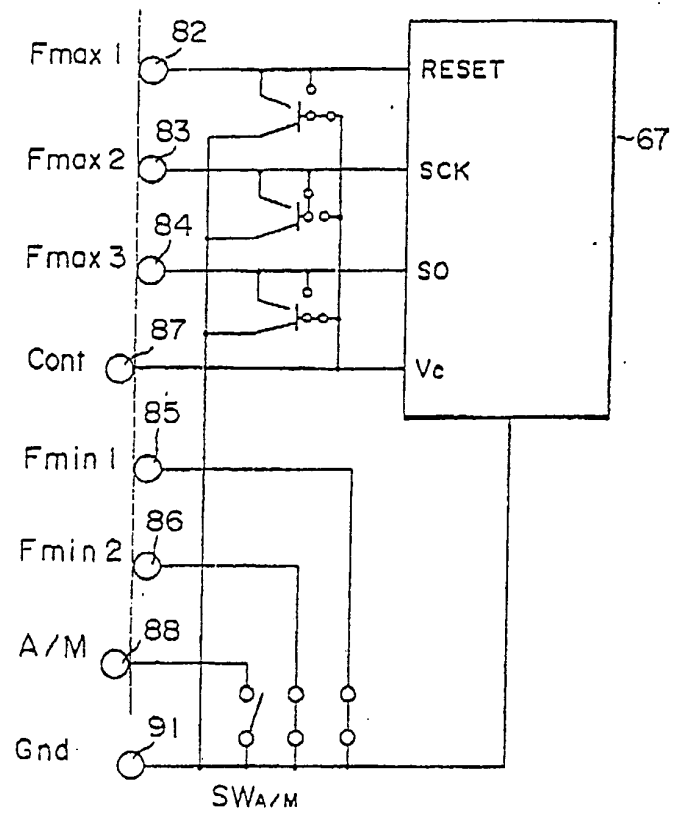 Fmax 1 82 RESET
67
Fmax 2 83 SCK
Fmax 3 84 SO
Cont 87 Vc
Fmin 1 85
Fmin 2 86
A/M 88
Gnd 91
SWA/M